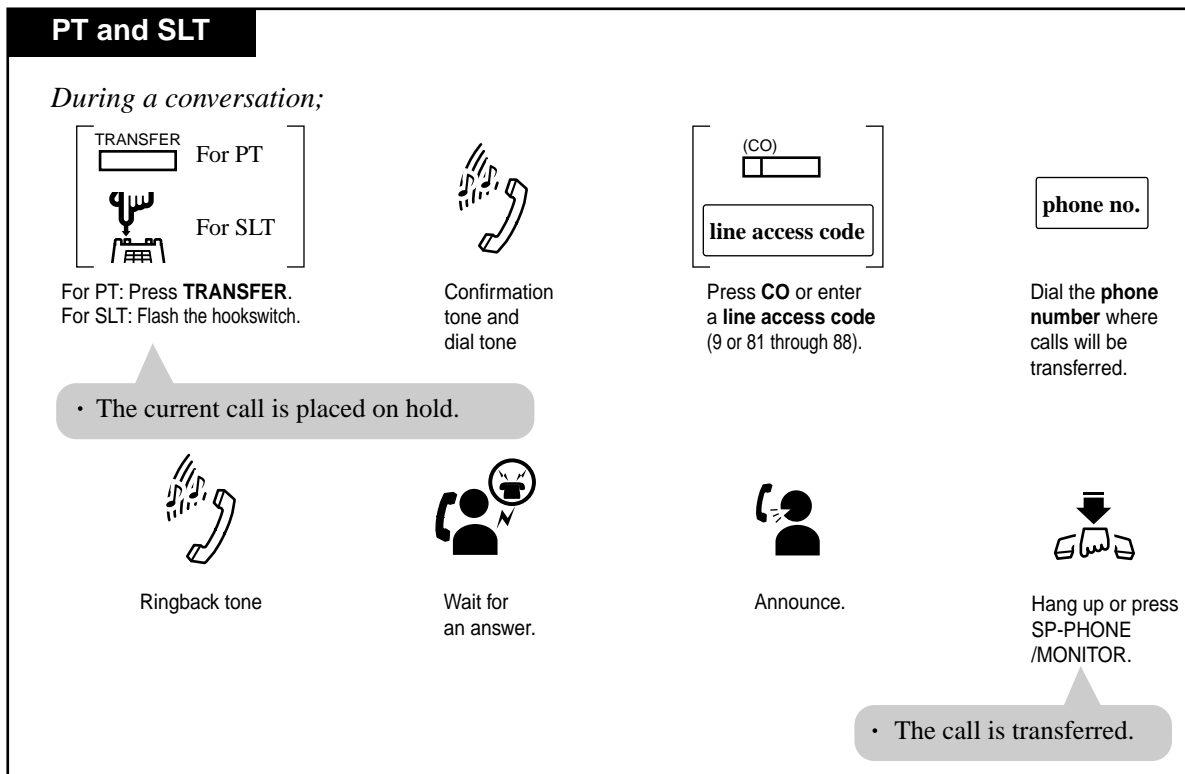 PT and SLT
During a conversation;
TRANSFER
For PT
For SLT
(CO)
line access code
phone no.
For PT: Press TRANSFER.
For SLT: Flash the hookswitch.
Confirmation
tone and
dial tone
Press CO or enter
a line access code
(9 or 81 through 88).
Dial the phone
number where
calls will be
transferred.
· The current call is placed on hold.
Ringback tone
Wait for
an answer.
Announce.
Hang up or press
SP-PHONE
/MONITOR.
· The call is transferred.